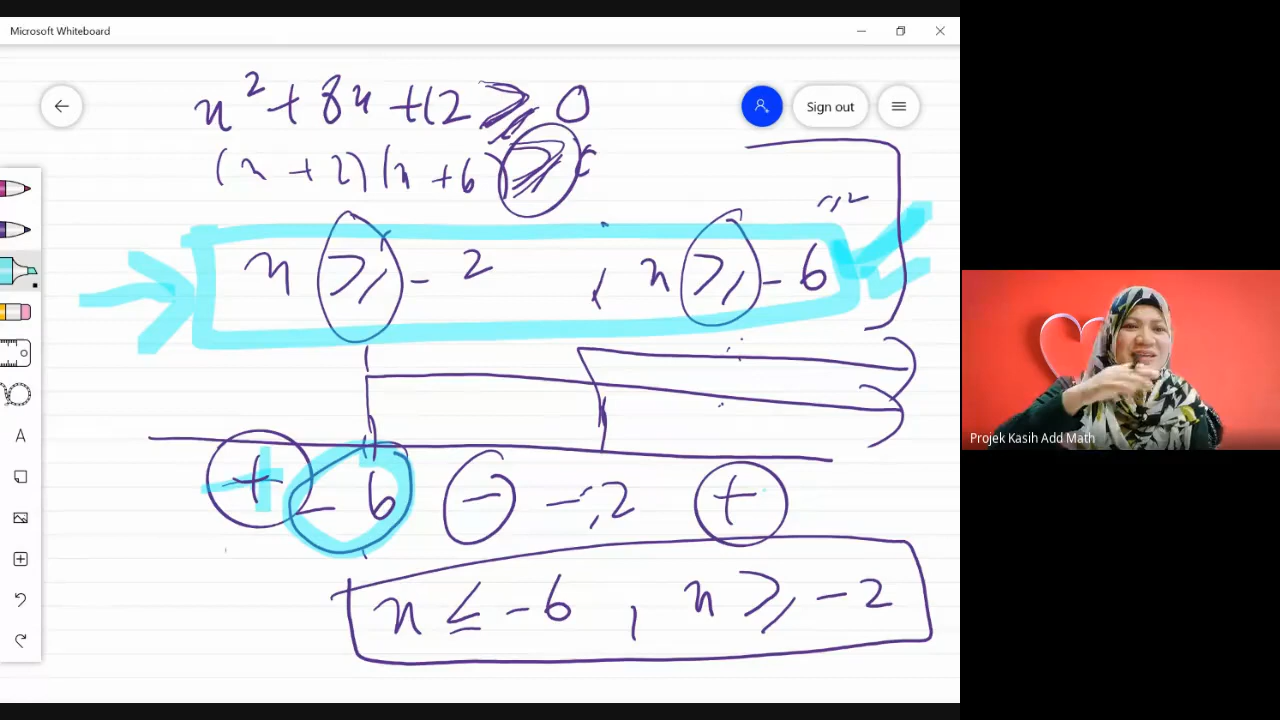 Microsoft Whiteboard
Sign out
x² + 8x + 12 ≥ 0
(x + 2)(x + 6) ≥
-2
x ≥ -2 , x ≥ -6
+ -6 - -2 +
x ≤ -6 , x ≥ -2
A
Projek Kasih Add Math